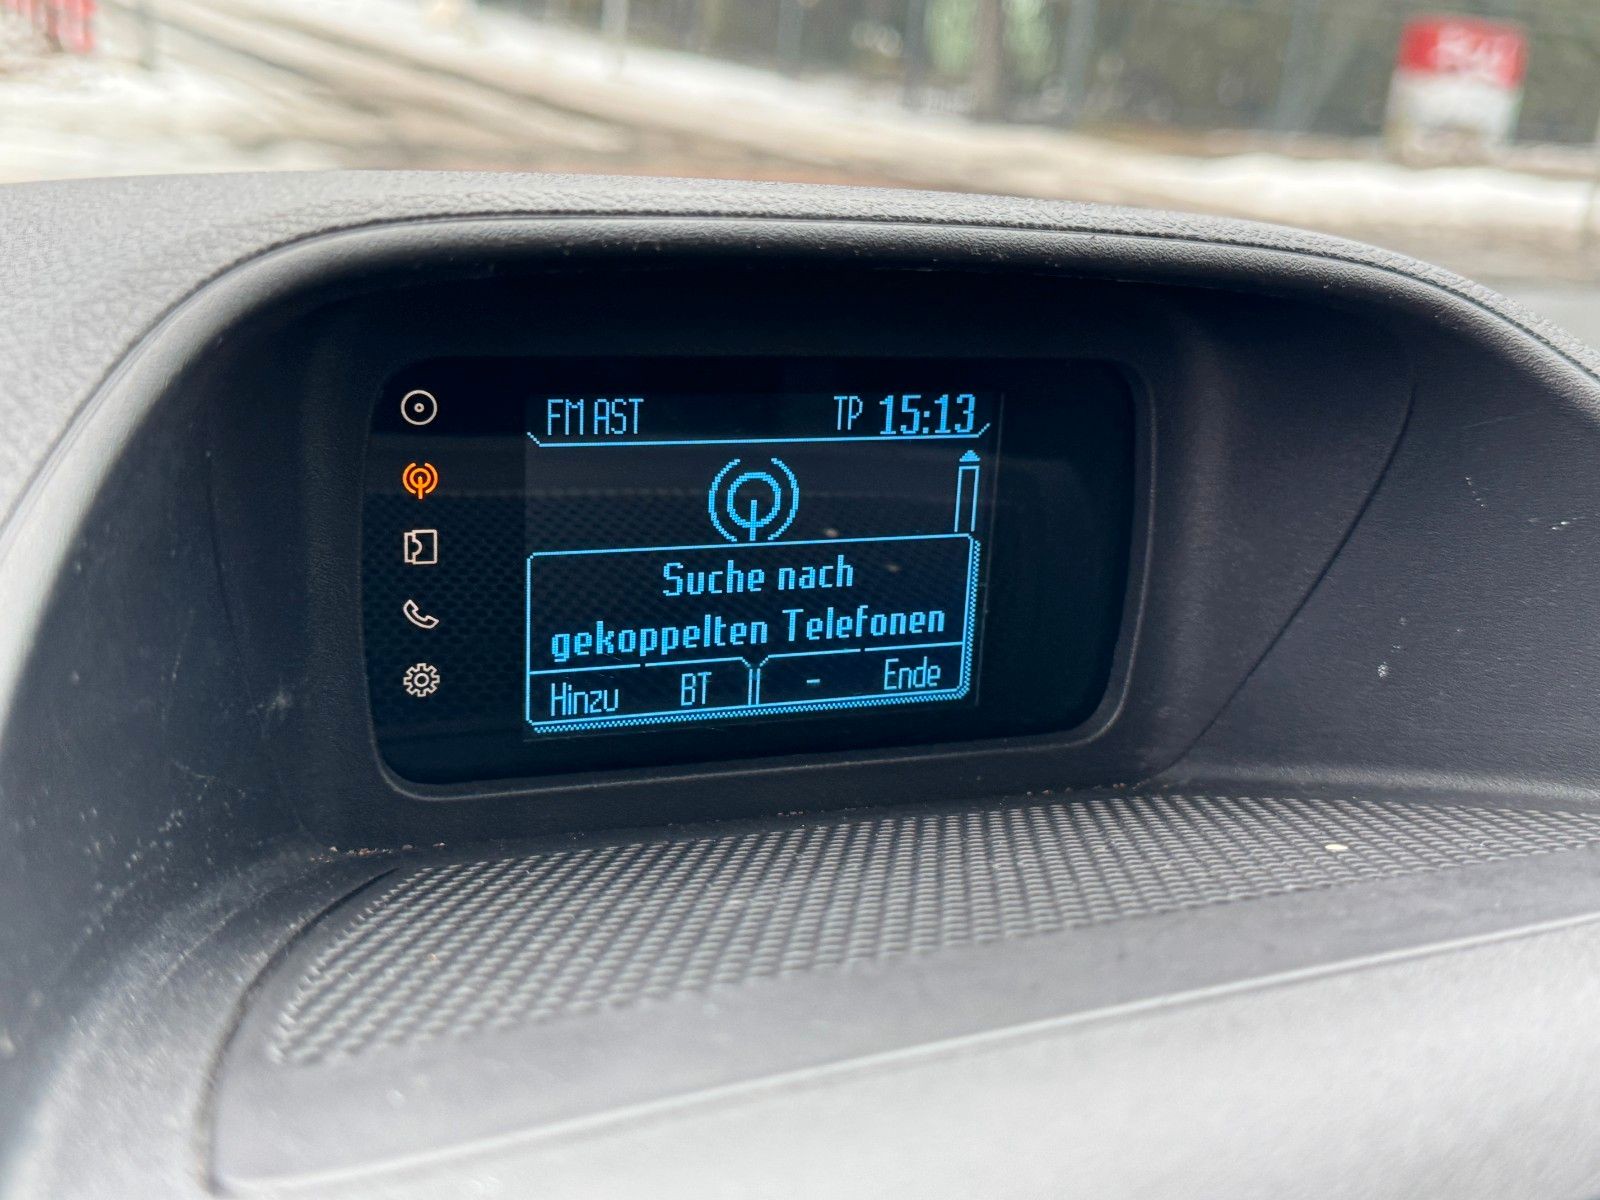 FM AST TP 15:13
Suche nach
gekoppelten Telefonen
Hinzu BT - Ende